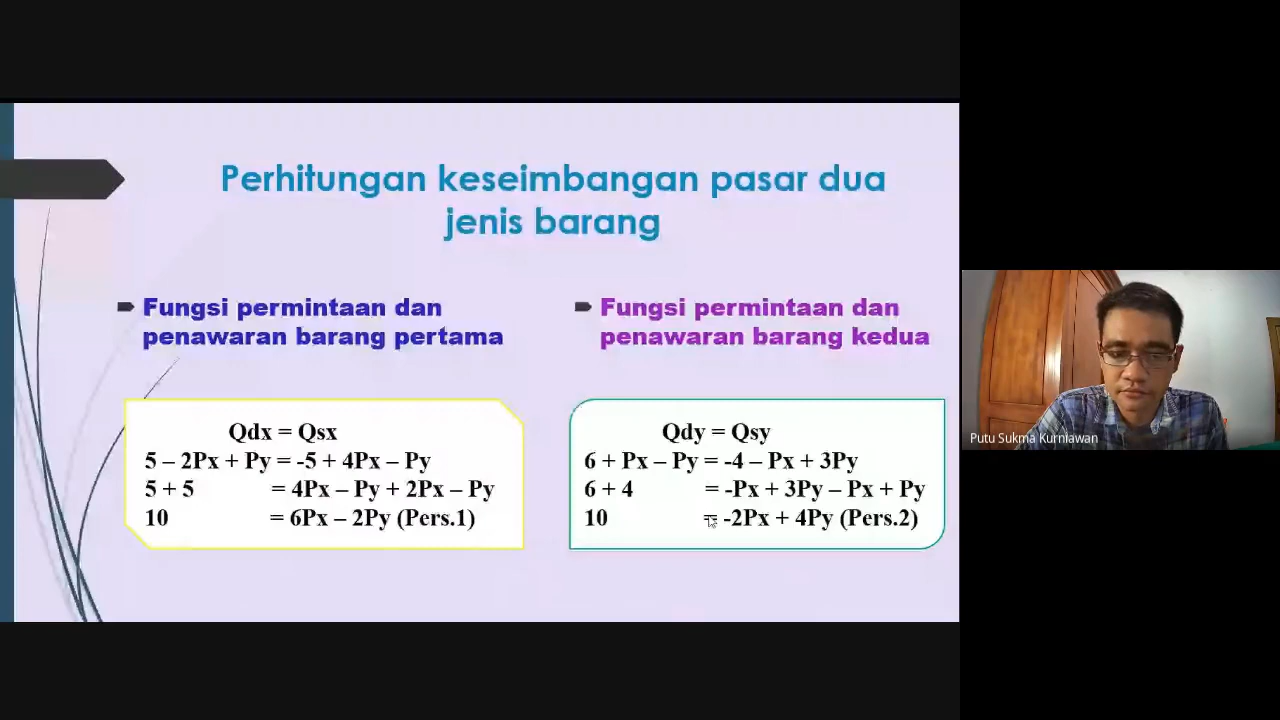 Perhitungan keseimbangan pasar dua
jenis barang
Fungsi permintaan dan
penawaran barang pertama
Qdx = Qsx
5 – 2Px + Py = -5 + 4Px – Py
5 + 5 = 4Px – Py + 2Px – Py
10 = 6Px – 2Py (Pers.1)
Fungsi permintaan dan
penawaran barang kedua
Qdy = Qsy
6 + Px – Py = -4 – Px + 3Py
6 + 4 = -Px + 3Py – Px + Py
10 = -2Px + 4Py (Pers.2)
Putu Sukma Kurniawan